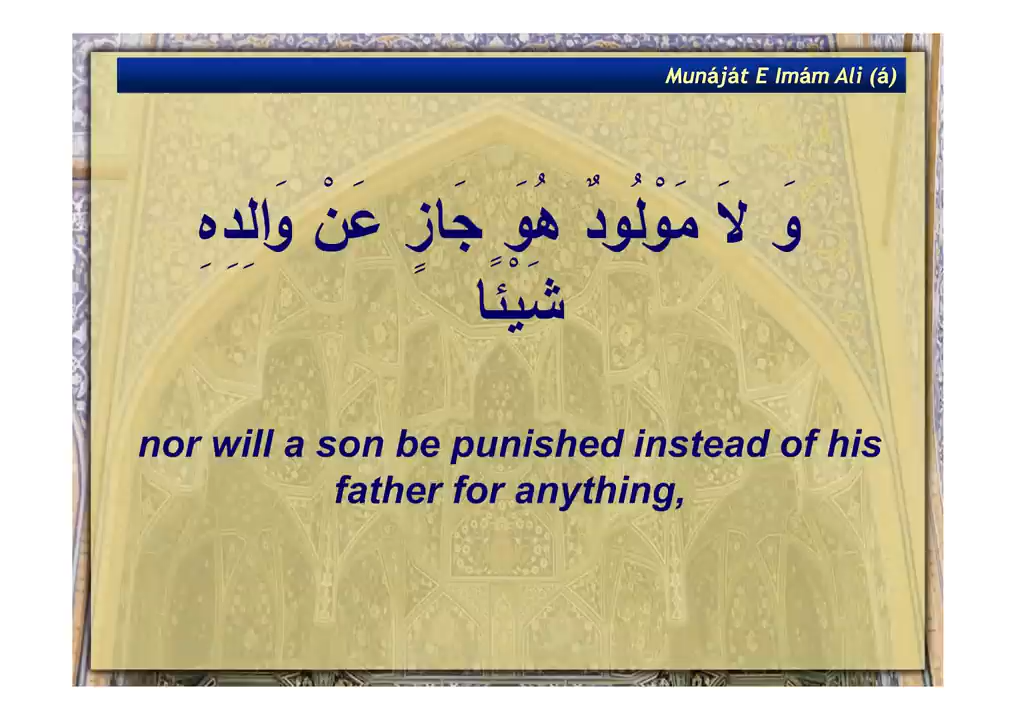 Munáját E Imám Ali (á)
وَ لاَ مَوْلُودٌ هُوَ جَازٍ عَنْ وَالِدِهِ
شَيْئًا
nor will a son be punished instead of his
father for anything,